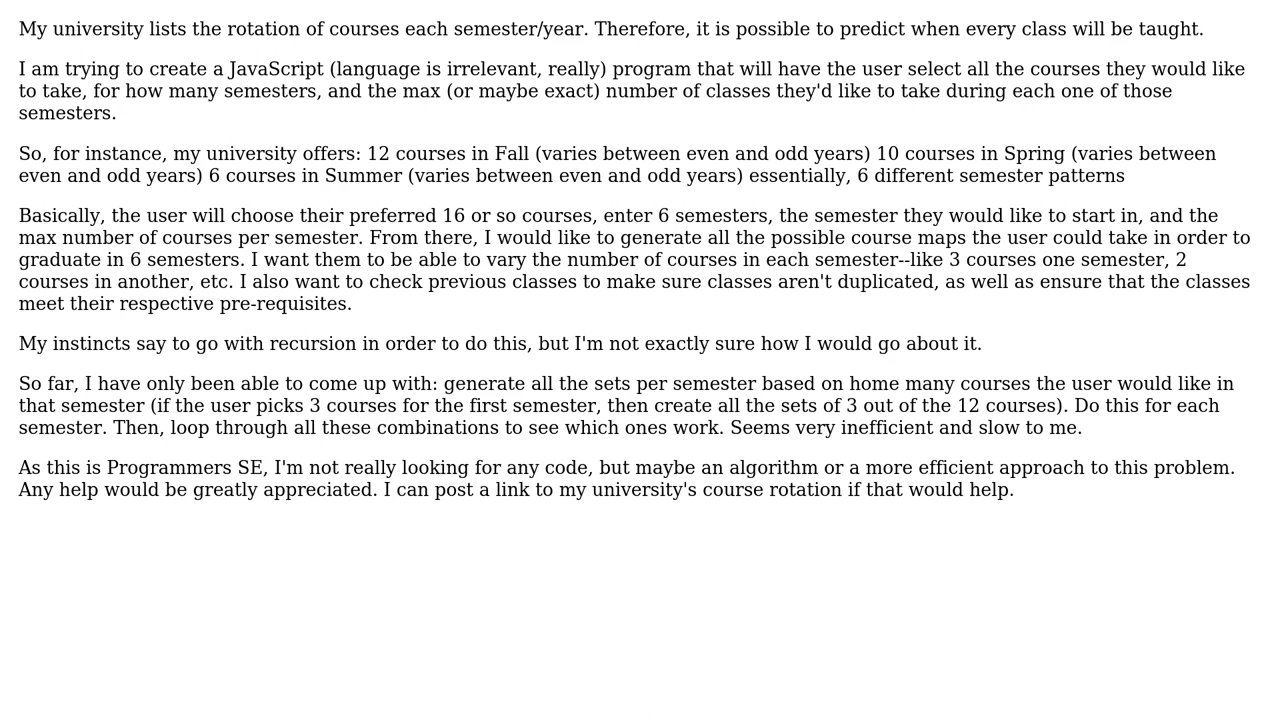 My university lists the rotation of courses each semester/year. Therefore, it is possible to predict when every class will be taught.
I am trying to create a JavaScript (language is irrelevant, really) program that will have the user select all the courses they would like
to take, for how many semesters, and the max (or maybe exact) number of classes they'd like to take during each one of those
semesters.
So, for instance, my university offers: 12 courses in Fall (varies between even and odd years) 10 courses in Spring (varies between
even and odd years) 6 courses in Summer (varies between even and odd years) essentially, 6 different semester patterns
Basically, the user will choose their preferred 16 or so courses, enter 6 semesters, the semester they would like to start in, and the
max number of courses per semester. From there, I would like to generate all the possible course maps the user could take in order to
graduate in 6 semesters. I want them to be able to vary the number of courses in each semester--like 3 courses one semester, 2
courses in another, etc. I also want to check previous classes to make sure classes aren't duplicated, as well as ensure that the classes
meet their respective pre-requisites.
My instincts say to go with recursion in order to do this, but I'm not exactly sure how I would go about it.
So far, I have only been able to come up with: generate all the sets per semester based on home many courses the user would like in
that semester (if the user picks 3 courses for the first semester, then create all the sets of 3 out of the 12 courses). Do this for each
semester. Then, loop through all these combinations to see which ones work. Seems very inefficient and slow to me.
As this is Programmers SE, I'm not really looking for any code, but maybe an algorithm or a more efficient approach to this problem.
Any help would be greatly appreciated. I can post a link to my university's course rotation if that would help.